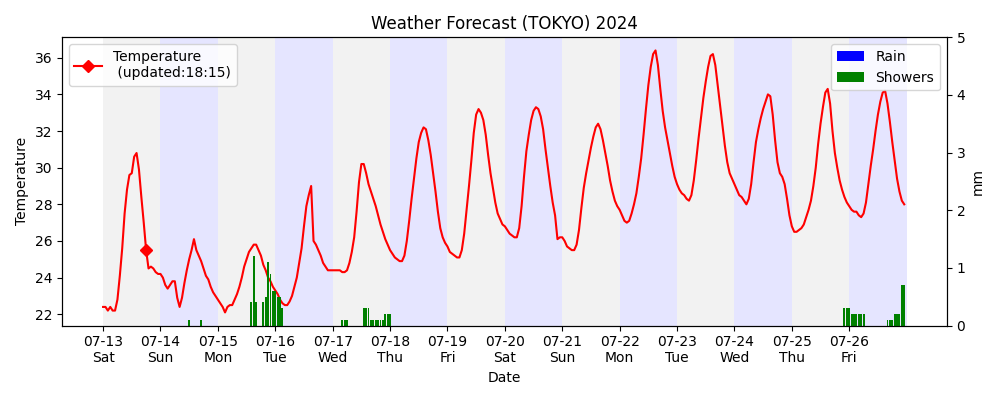 Weather Forecast (TOKYO) 2024
Temperature
(updated:18:15)
Rain
Showers
Temperature
36
34
32
30
28
26
24
22
5
4
3
2
1
0
mm
07-13 07-14 07-15 07-16 07-17 07-18 07-19 07-20 07-21 07-22 07-23 07-24 07-25 07-26
Sat Sun Mon Tue Wed Thu Fri Sat Sun Mon Tue Wed Thu Fri
Date